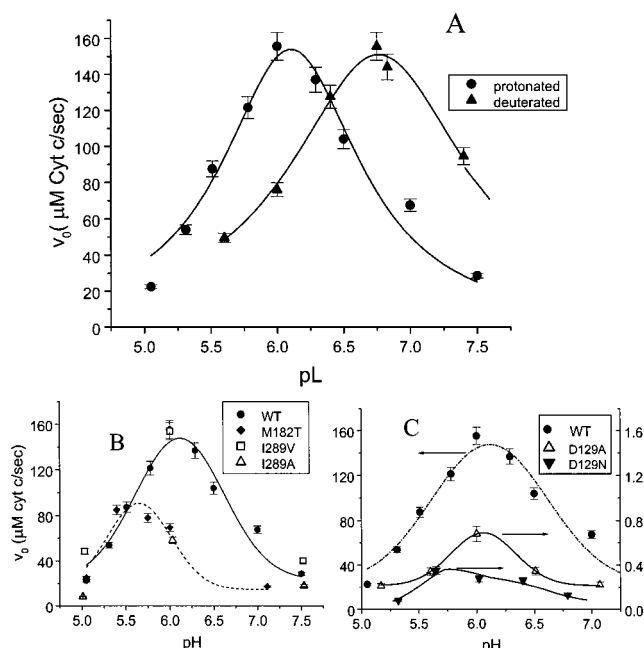 A
160
140
120
100
80
60
40
20
0
v₀( μM Cyt c/sec)
protonated
deuterated
5.0 5.5 6.0 6.5 7.0 7.5
pL
B
WT
M182T
I289V
I289A
160
120
80
40
0
v₀ ( μM cyt c/sec)
5.0 5.5 6.0 6.5 7.0 7.5
pH
C
WT
D129A
D129N
160
120
80
40
0
1.6
1.2
0.8
0.4
0.0
5.0 5.5 6.0 6.5 7.0
pH